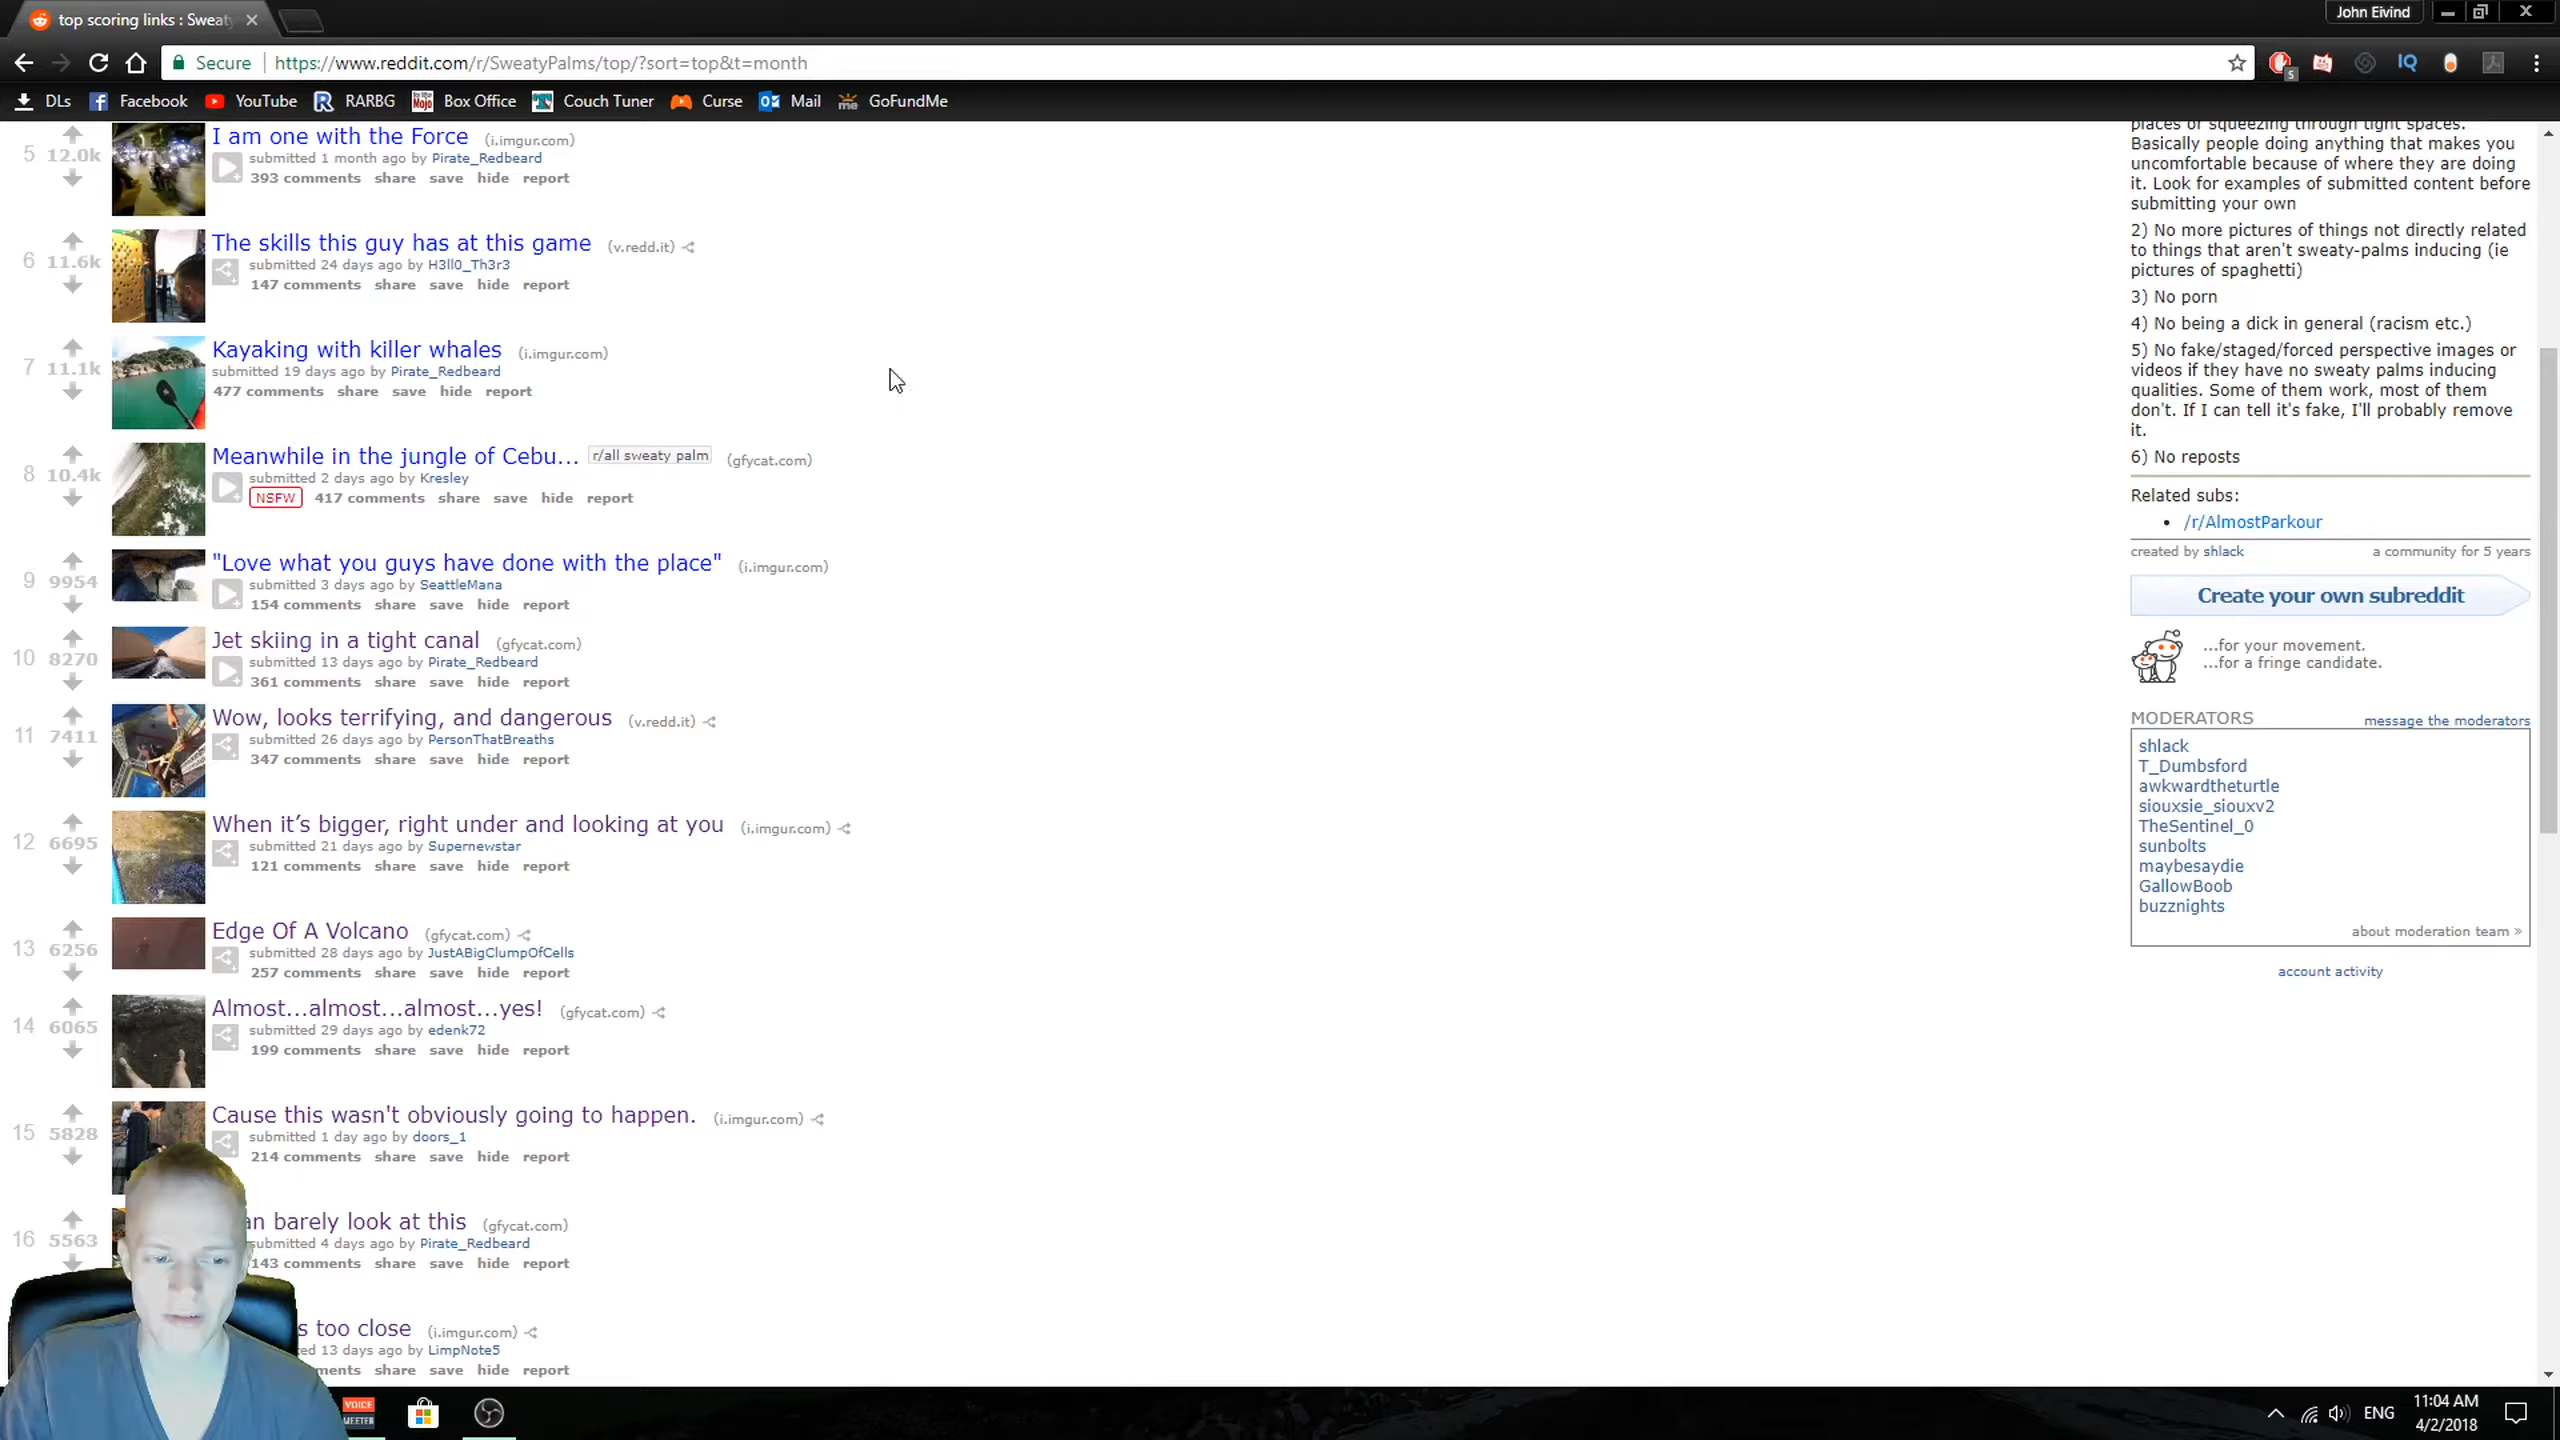 top scoring links : Sweaty
John Eivind
Secure
https://www.reddit.com/r/SweatyPalms/top/?sort=top&t=month
DLs
Facebook
YouTube
RARBG
Box Office
Couch Tuner
Curse
Mail
GoFundMe
5
12.0k
I am one with the Force (i.imgur.com)
submitted 1 month ago by Pirate_Redbeard
393 comments share save hide report
6
11.6k
The skills this guy has at this game (v.redd.it)
submitted 24 days ago by H3ll0_Th3r3
147 comments share save hide report
7
11.1k
Kayaking with killer whales (i.imgur.com)
submitted 19 days ago by Pirate_Redbeard
477 comments share save hide report
8
10.4k
Meanwhile in the jungle of Cebu... r/all sweaty palm (gfycat.com)
submitted 2 days ago by Kresley
NSFW 417 comments share save hide report
9
9954
"Love what you guys have done with the place" (i.imgur.com)
submitted 3 days ago by SeattleMana
154 comments share save hide report
10
8270
Jet skiing in a tight canal (gfycat.com)
submitted 13 days ago by Pirate_Redbeard
361 comments share save hide report
11
7411
Wow, looks terrifying, and dangerous (v.redd.it)
submitted 26 days ago by PersonThatBreaths
347 comments share save hide report
12
6695
When it’s bigger, right under and looking at you (i.imgur.com)
submitted 21 days ago by Supernewstar
121 comments share save hide report
13
6256
Edge Of A Volcano (gfycat.com)
submitted 28 days ago by JustABigClumpOfCells
257 comments share save hide report
14
6065
Almost...almost...almost...yes! (gfycat.com)
submitted 29 days ago by edenk72
199 comments share save hide report
15
5828
Cause this wasn't obviously going to happen. (i.imgur.com)
submitted 1 day ago by doors_1
214 comments share save hide report
16
5563
an barely look at this (gfycat.com)
submitted 4 days ago by Pirate_Redbeard
143 comments share save hide report
s too close (i.imgur.com)
ed 13 days ago by LimpNote5
ments share save hide report
places or squeezing through tight spaces.
Basically people doing anything that makes you
uncomfortable because of where they are doing
it. Look for examples of submitted content before
submitting your own
2) No more pictures of things not directly related
to things that aren't sweaty-palms inducing (ie
pictures of spaghetti)
3) No porn
4) No being a dick in general (racism etc.)
5) No fake/staged/forced perspective images or
videos if they have no sweaty palms inducing
qualities. Some of them work, most of them
don't. If I can tell it's fake, I'll probably remove
it.
6) No reposts
Related subs:
• /r/AlmostParkour
created by shlack a community for 5 years
Create your own subreddit
...for your movement.
...for a fringe candidate.
MODERATORS message the moderators
shlack
T_Dumbsford
awkwardtheturtle
siouxsie_siouxv2
TheSentinel_0
sunbolts
maybesaydie
GallowBoob
buzznights
about moderation team »
account activity
VOICE
MEETER
ENG
11:04 AM
4/2/2018